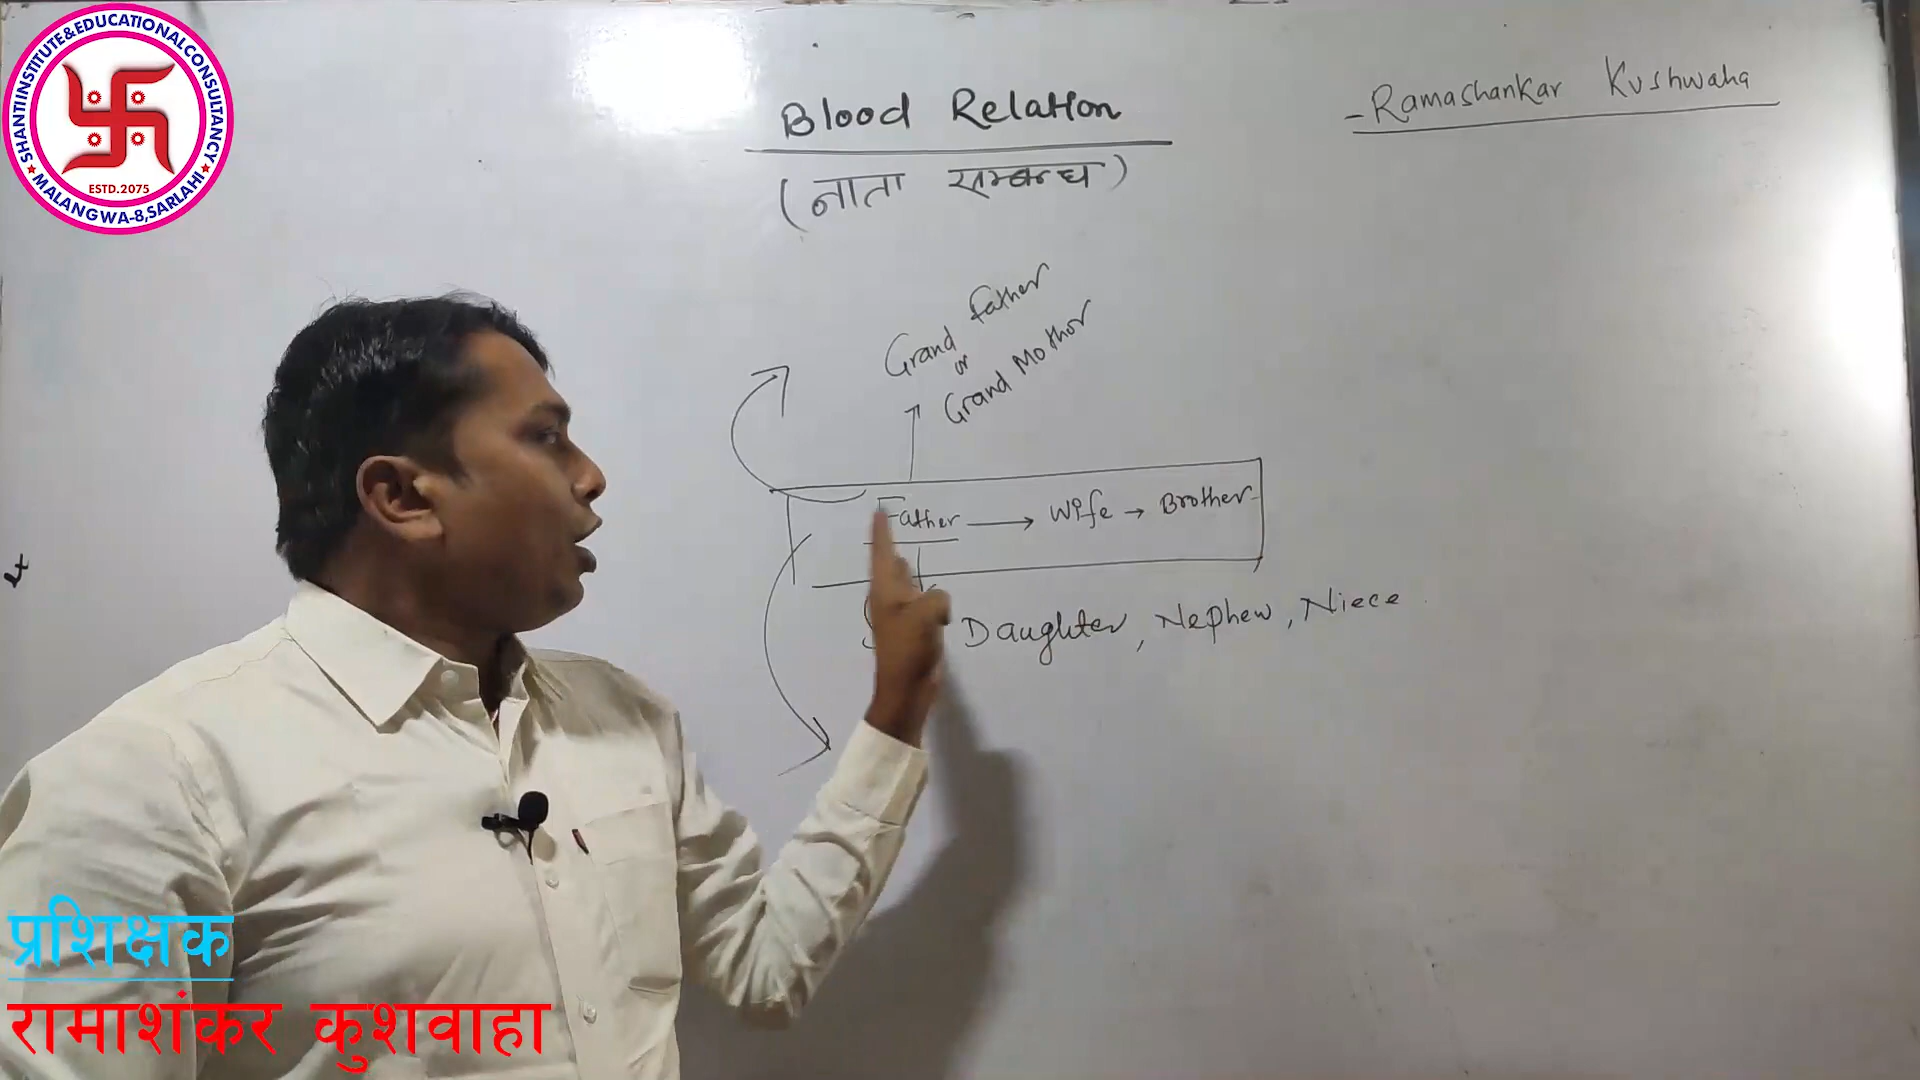 SHANTI INSTITUTE & EDUCATIONAL CONSULTANCY
ESTD.2075
MALANGWA-8, SARLAHI
Blood Relation
(नाता सम्बन्ध)
- Ramashankar Kushwaha
Grand father
or
Grand Mother
Father → Wife → Brother
Daughter, Nephew, Niece
प्रशिक्षक
रामाशंकर कुशवाहा